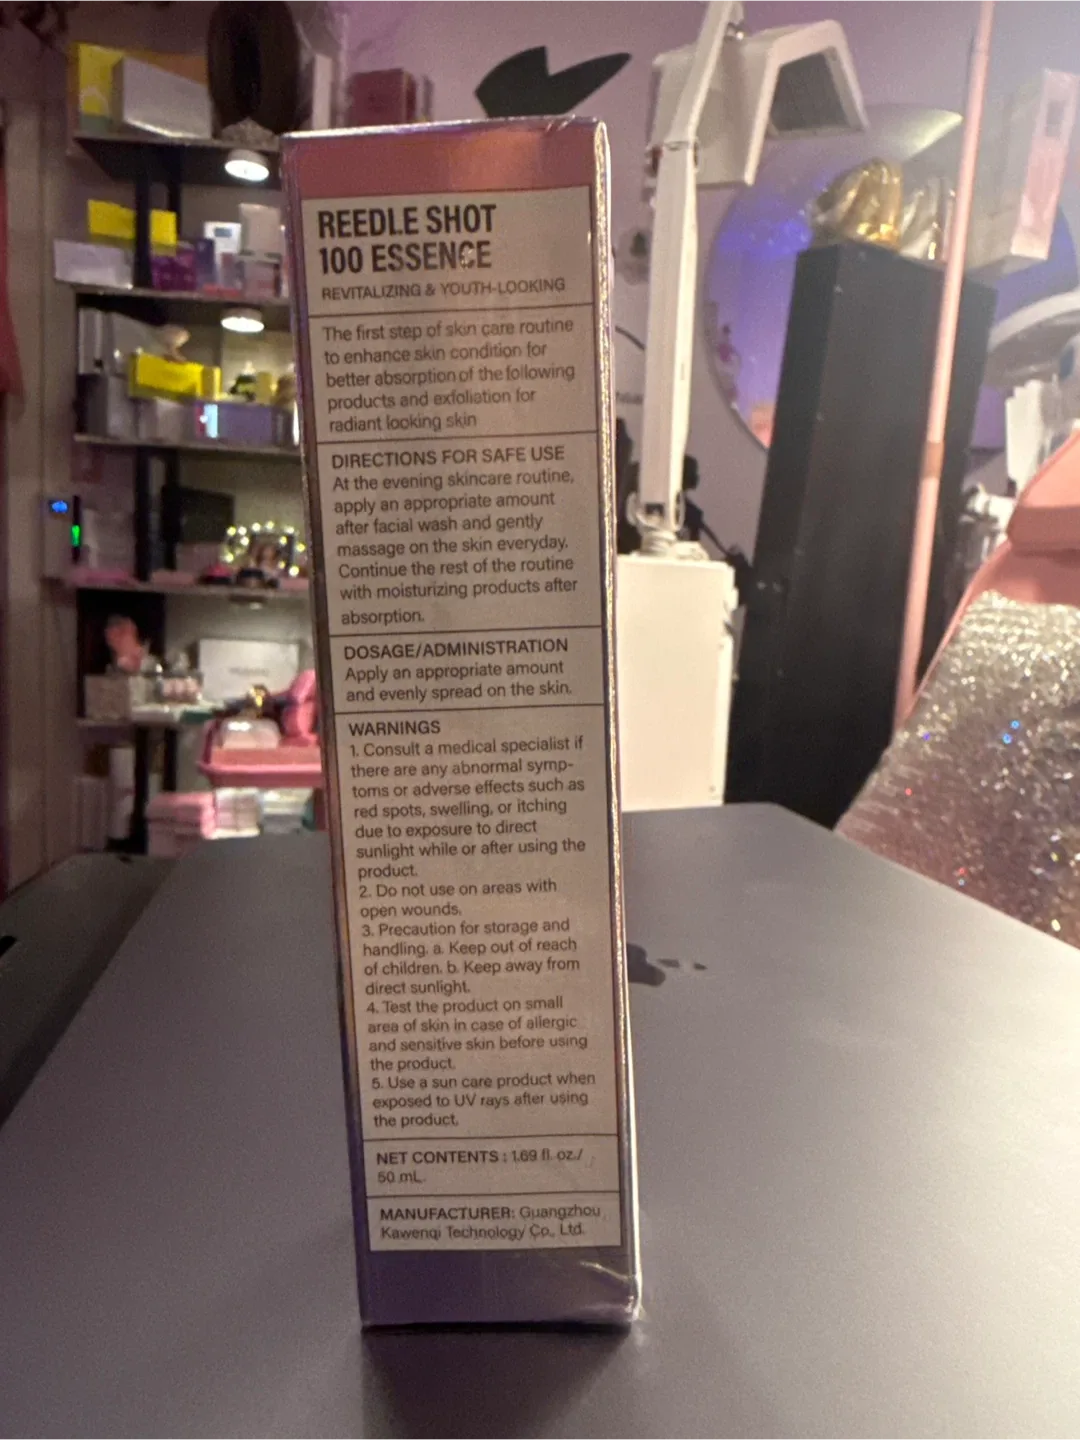 REEDLE SHOT
100 ESSENCE
REVITALIZING & YOUTH-LOOKING
The first step of skin care routine
to enhance skin condition for
better absorption of the following
products and exfoliation for
radiant looking skin
DIRECTIONS FOR SAFE USE
At the evening skincare routine,
apply an appropriate amount
after facial wash and gently
massage on the skin everyday.
Continue the rest of the routine
with moisturizing products after
absorption.
DOSAGE/ADMINISTRATION
Apply an appropriate amount
and evenly spread on the skin.
WARNINGS
1. Consult a medical specialist if
there are any abnormal symp-
toms or adverse effects such as
red spots, swelling, or itching
due to exposure to direct
sunlight while or after using the
product.
2. Do not use on areas with
open wounds.
3. Precaution for storage and
handling. a. Keep out of reach
of children. b. Keep away from
direct sunlight.
4. Test the product on small
area of skin in case of allergic
and sensitive skin before using
the product.
5. Use a sun care product when
exposed to UV rays after using
the product.
NET CONTENTS : 1.69 fl. oz./
50 mL.
MANUFACTURER: Guangzhou
Kawenqi Technology Co., Ltd.